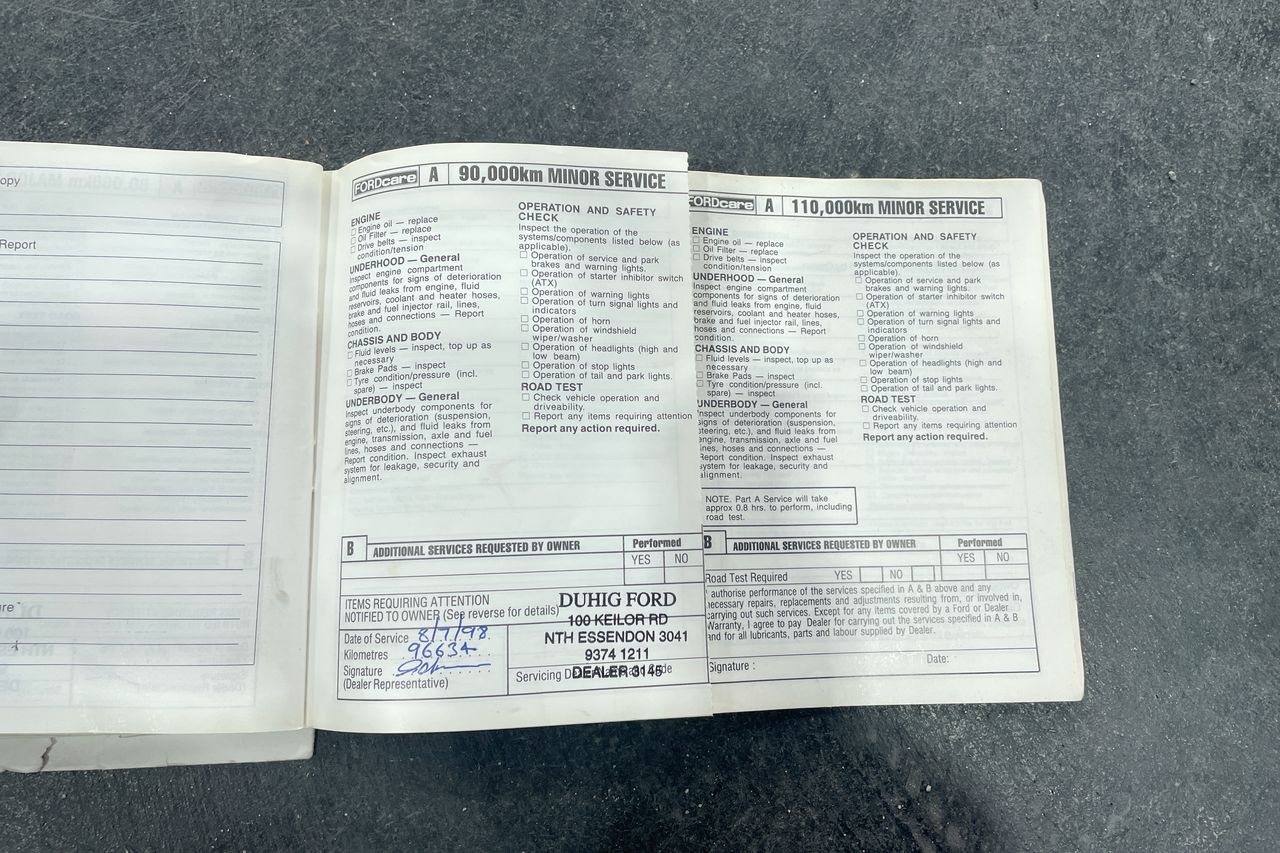 opy
Report
ure
FORDcare A 90,000km MINOR SERVICE
ENGINE
☐ Engine oil — replace
☐ Oil Filter — replace
☐ Drive belts — inspect
condition/tension
UNDERHOOD — General
Inspect engine compartment
components for signs of deterioration
and fluid leaks from engine, fluid
reservoirs, coolant and heater hoses,
brake and fuel injector rail, lines,
hoses and connections — Report
condition.
CHASSIS AND BODY
☐ Fluid levels — inspect, top up as
necessary
☐ Brake Pads — inspect
☐ Tyre condition/pressure (incl.
spare) — inspect
UNDERBODY — General
Inspect underbody components for
signs of deterioration (suspension,
steering, etc.), and fluid leaks from
engine, transmission, axle and fuel
lines, hoses and connections —
Report condition. Inspect exhaust
system for leakage, security and
alignment.
OPERATION AND SAFETY
CHECK
Inspect the operation of the
systems/components listed below (as
applicable).
☐ Operation of service and park
brakes and warning lights.
☐ Operation of starter inhibitor switch
(ATX)
☐ Operation of warning lights
☐ Operation of turn signal lights and
indicators
☐ Operation of horn
☐ Operation of windshield
wiper/washer
☐ Operation of headlights (high and
low beam)
☐ Operation of stop lights
☐ Operation of tail and park lights.
ROAD TEST
☐ Check vehicle operation and
driveability.
☐ Report any items requiring attention
Report any action required.
B ADDITIONAL SERVICES REQUESTED BY OWNER Performed
YES NO
ITEMS REQUIRING ATTENTION
NOTIFIED TO OWNER (See reverse for details)
Date of Service 8/7/98
Kilometres 96634
Signature
(Dealer Representative)
DUHIG FORD
100 KEILOR RD
NTH ESSENDON 3041
9374 1211
DEALER 3145
Servicing
FORDcare A 110,000km MINOR SERVICE
ENGINE
☐ Engine oil — replace
☐ Oil Filter — replace
☐ Drive belts — inspect
condition/tension
UNDERHOOD — General
Inspect engine compartment
components for signs of deterioration
and fluid leaks from engine, fluid
reservoirs, coolant and heater hoses,
brake and fuel injector rail, lines,
hoses and connections — Report
condition.
CHASSIS AND BODY
☐ Fluid levels — inspect, top up as
necessary
☐ Brake Pads — inspect
☐ Tyre condition/pressure (incl.
spare) — inspect
UNDERBODY — General
Inspect underbody components for
signs of deterioration (suspension,
steering, etc.), and fluid leaks from
engine, transmission, axle and fuel
lines, hoses and connections —
Report condition. Inspect exhaust
system for leakage, security and
alignment.
NOTE. Part A Service will take
approx 0.8 hrs. to perform, including
road test.
OPERATION AND SAFETY
CHECK
Inspect the operation of the
systems/components listed below (as
applicable).
☐ Operation of service and park
brakes and warning lights.
☐ Operation of starter inhibitor switch
(ATX)
☐ Operation of warning lights
☐ Operation of turn signal lights and
indicators
☐ Operation of horn
☐ Operation of windshield
wiper/washer
☐ Operation of headlights (high and
low beam)
☐ Operation of stop lights
☐ Operation of tail and park lights.
ROAD TEST
☐ Check vehicle operation and
driveability.
☐ Report any items requiring attention
Report any action required.
B ADDITIONAL SERVICES REQUESTED BY OWNER Performed
YES NO
Road Test Required YES ☐ NO ☐
authorise performance of the services specified in A & B above and any
necessary repairs, replacements and adjustments resulting from, or involved in,
carrying out such services. Except for any items covered by a Ford or Dealer
Warranty, I agree to pay Dealer for carrying out the services specified in A & B
and for all lubricants, parts and labour supplied by Dealer.
Signature : Date: